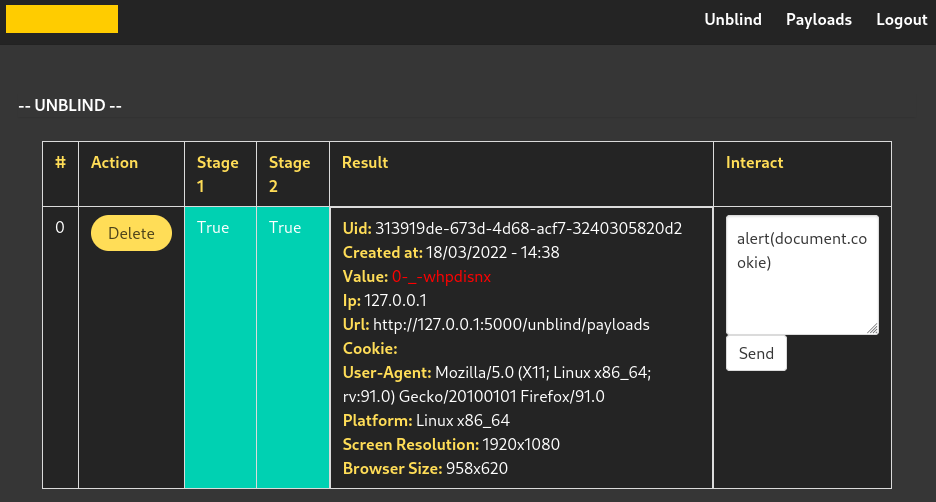 Unblind Payloads Logout
-- UNBLIND --
# Action Stage 1 Stage 2 Result Interact
0 Delete True True
Uid: 313919de-673d-4d68-acf7-3240305820d2
Created at: 18/03/2022 - 14:38
Value: 0-_-whpdisnx
Ip: 127.0.0.1
Url: http://127.0.0.1:5000/unblind/payloads
Cookie:
User-Agent: Mozilla/5.0 (X11; Linux x86_64;
rv:91.0) Gecko/20100101 Firefox/91.0
Platform: Linux x86_64
Screen Resolution: 1920x1080
Browser Size: 958x620
alert(document.co
okie)
Send